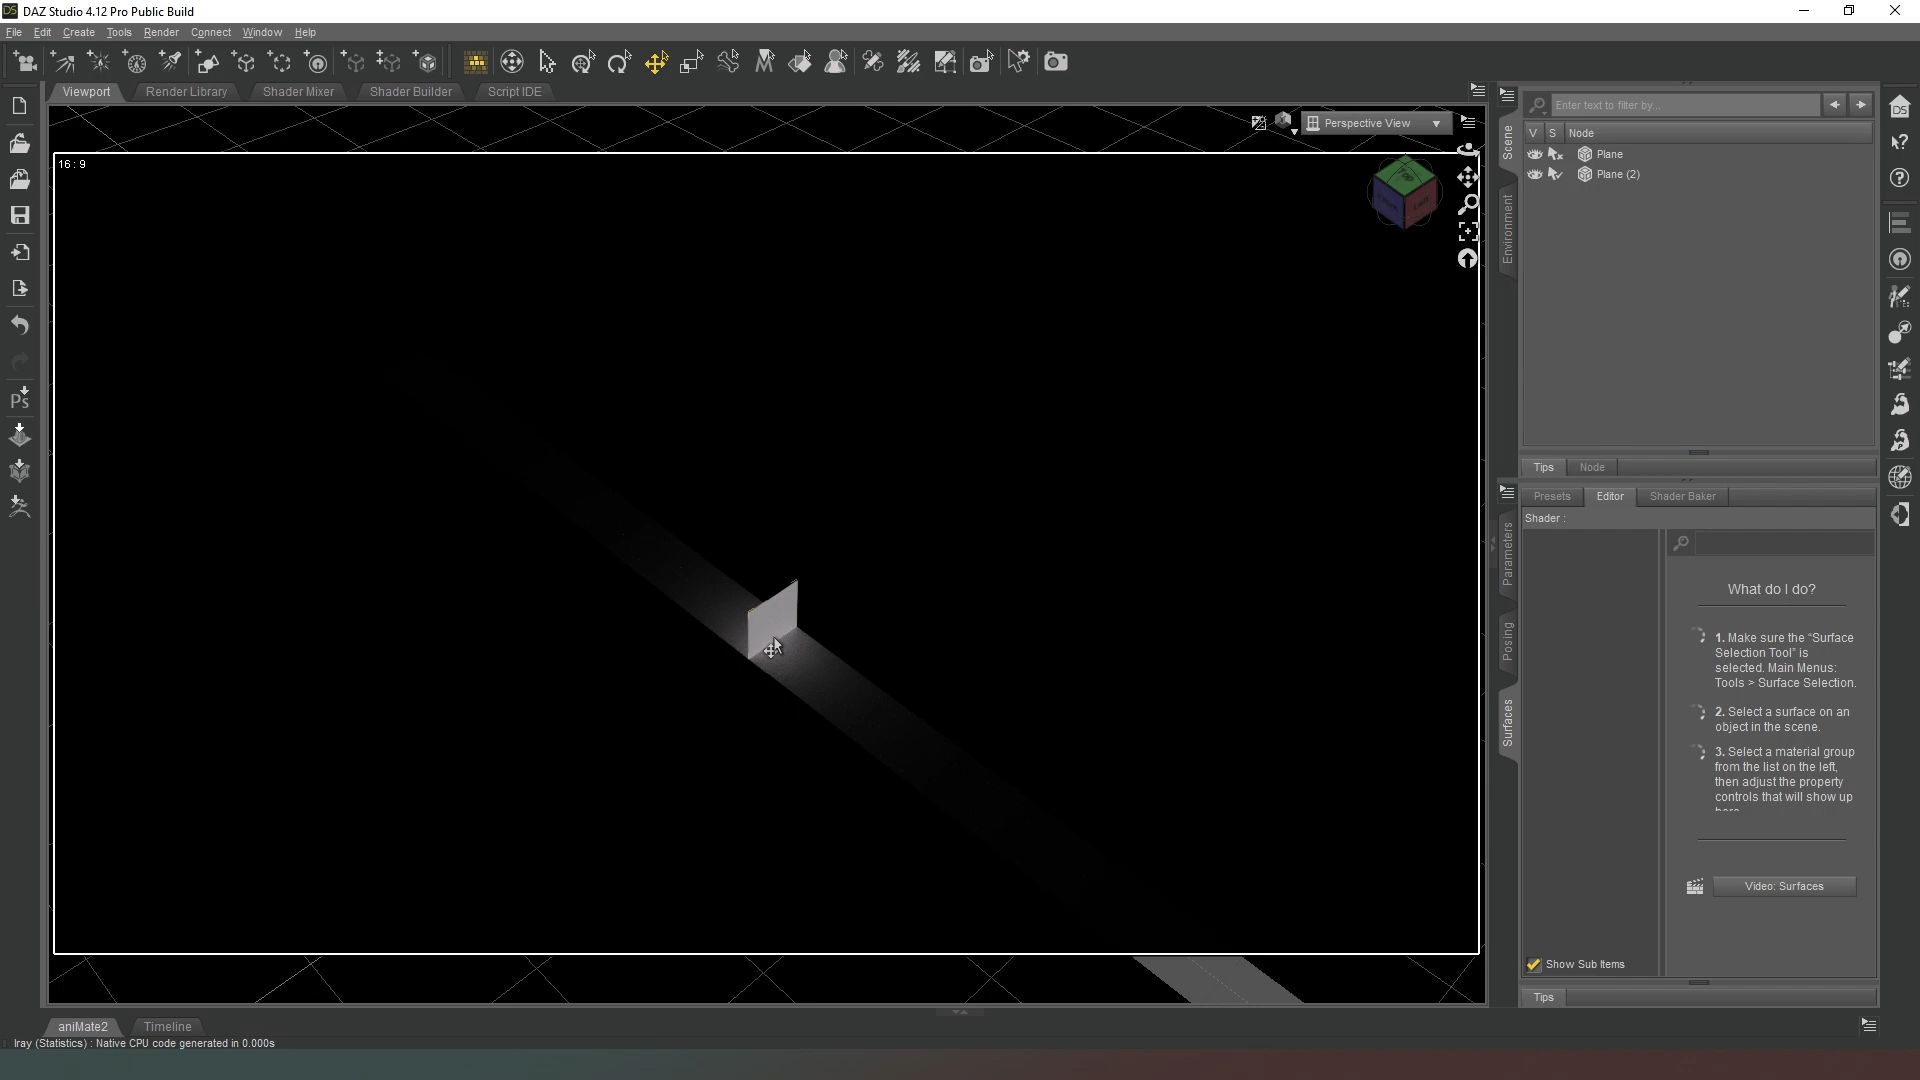 DAZ Studio 4.12 Pro Public Build
File Edit Create Tools Render Connect Window Help
Viewport Render Library Shader Mixer Shader Builder Script IDE
Perspective View
16 : 9
Top
Scene
Environment
Enter text to filter by...
V S Node
Plane
Plane (2)
Tips Node
Parameters
Posing
Surfaces
Presets Editor Shader Baker
Shader :
What do I do?
1. Make sure the “Surface
Selection Tool” is
selected. Main Menus:
Tools > Surface Selection.
2. Select a surface on an
object in the scene.
3. Select a material group
from the list on the left,
then adjust the property
controls that will show up
Video: Surfaces
Show Sub Items
Tips
Ps
aniMate2 Timeline
Iray (Statistics) : Native CPU code generated in 0.000s